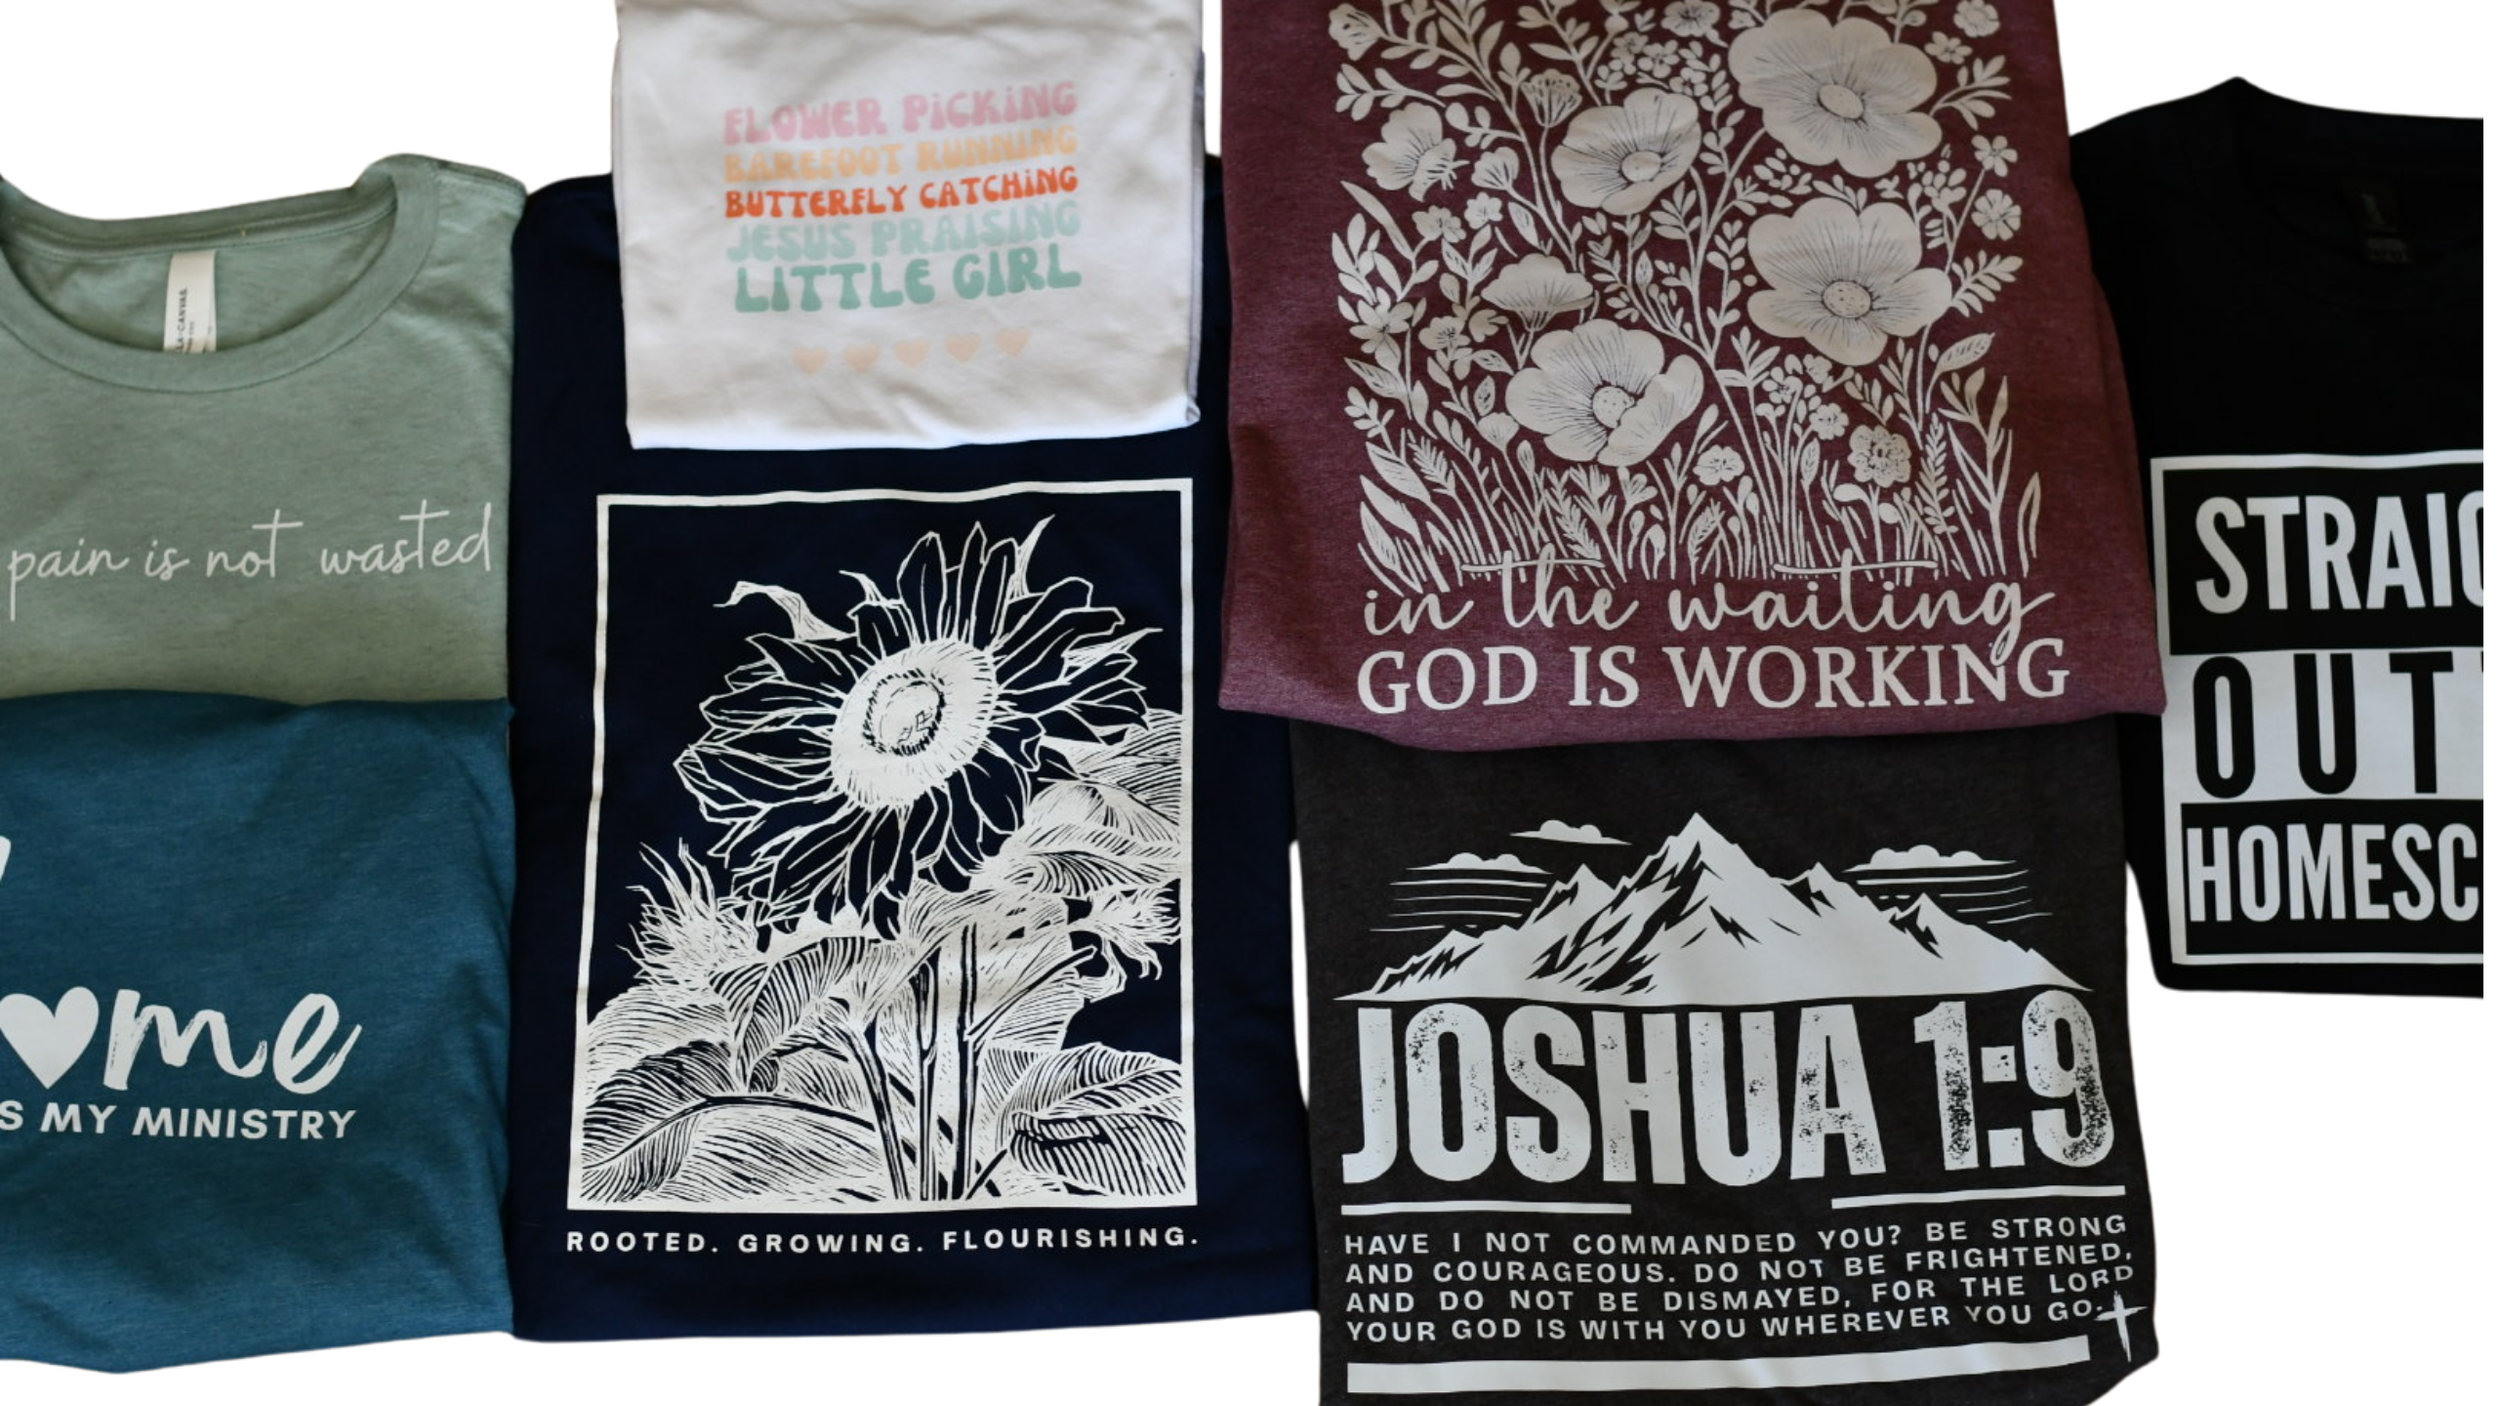 pain is not wasted
me
S MY MINISTRY
FLOWER PiCKiNG
BAREFOOT RUNNING
BUTTERFLY CATCHiNG
JESUS PRAISING
LITTLE GIRL
ROOTED. GROWING. FLOURISHING.
in the waiting
GOD IS WORKING
JOSHUA 1:9
HAVE I NOT COMMANDED YOU? BE STRONG
AND COURAGEOUS. DO NOT BE FRIGHTENED,
AND DO NOT BE DISMAYED, FOR THE LORD
YOUR GOD IS WITH YOU WHEREVER YOU GO.
STRAIG
OUT
HOMESC